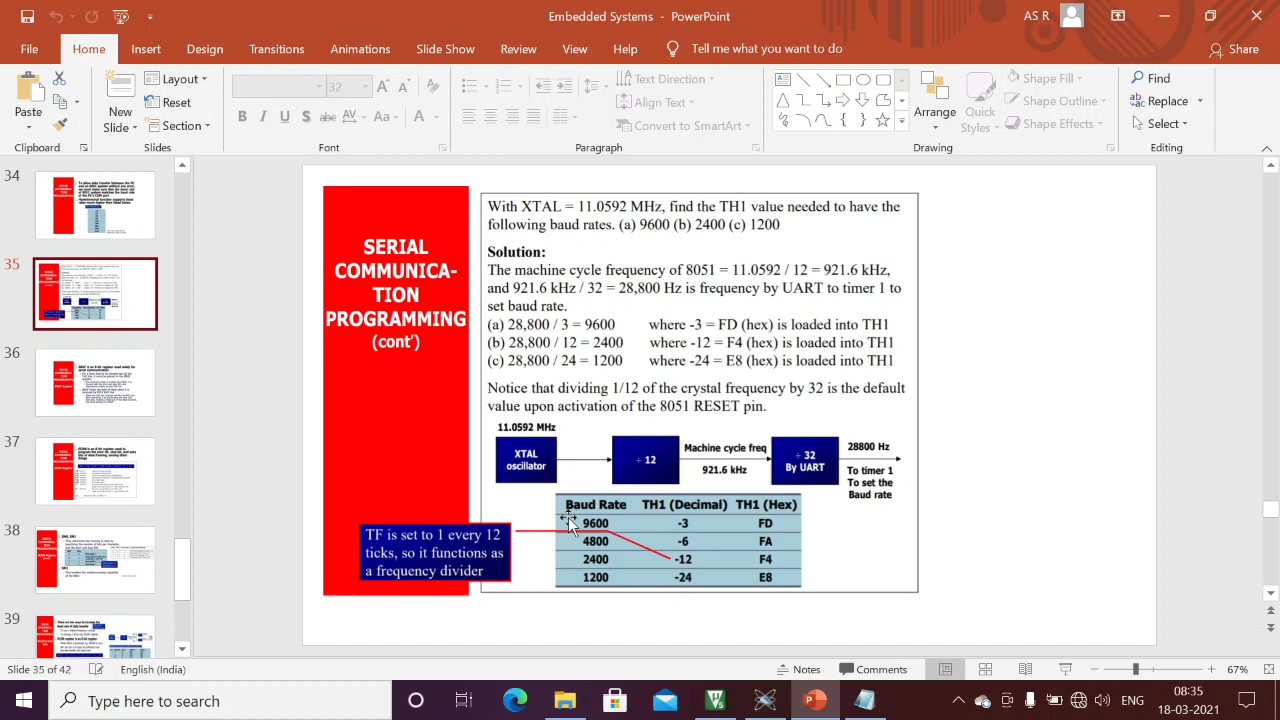 Embedded Systems - PowerPoint
AS R
File Home Insert Design Transitions Animations Slide Show Review View Help Tell me what you want to do Share
Paste
Clipboard
New
Slide
Layout
Reset
Section
Slides
32
B I U S abc AV Aa A
Font
Text Direction
Align Text
Convert to SmartArt
Paragraph
Arrange
Quick
Styles
Shape Fill
Shape Outline
Shape Effects
Drawing
Find
Replace
Select
Editing
34
36
37
38
39
SERIAL
COMMUNICA-
TION
PROGRAMMING
(cont’)
With XTAL = 11.0592 MHz, find the TH1 value needed to have the
following baud rates. (a) 9600 (b) 2400 (c) 1200
Solution:
machine cycle frequency of 8051 = 11.0592 / 12 = 921.6 kHz,
and 921.6 kHz / 32 = 28,800 Hz is frequency by UART to timer 1 to
set baud rate.
(a) 28,800 / 3 = 9600 where -3 = FD (hex) is loaded into TH1
(b) 28,800 / 12 = 2400 where -12 = F4 (hex) is loaded into TH1
(c) 28,800 / 24 = 1200 where -24 = E8 (hex) is loaded into TH1
that dividing 1/12 of the crystal frequency by 32 is the default
value upon activation of the 8051 RESET pin.
11.0592 MHz
XTAL
oscillator
÷ 12
Machine cycle freq
921.6 kHz
÷ 32
By UART
28800 Hz
To timer 1
To set the
Baud rate
Baud Rate TH1 (Decimal) TH1 (Hex)
9600 -3 FD
4800 -6 FA
2400 -12 F4
1200 -24 E8
TF is set to 1 every 12
ticks, so it functions as
a frequency divider
Slide 35 of 42 English (India) Notes Comments 67%
Type here to search
ENG
08:35
18-03-2021